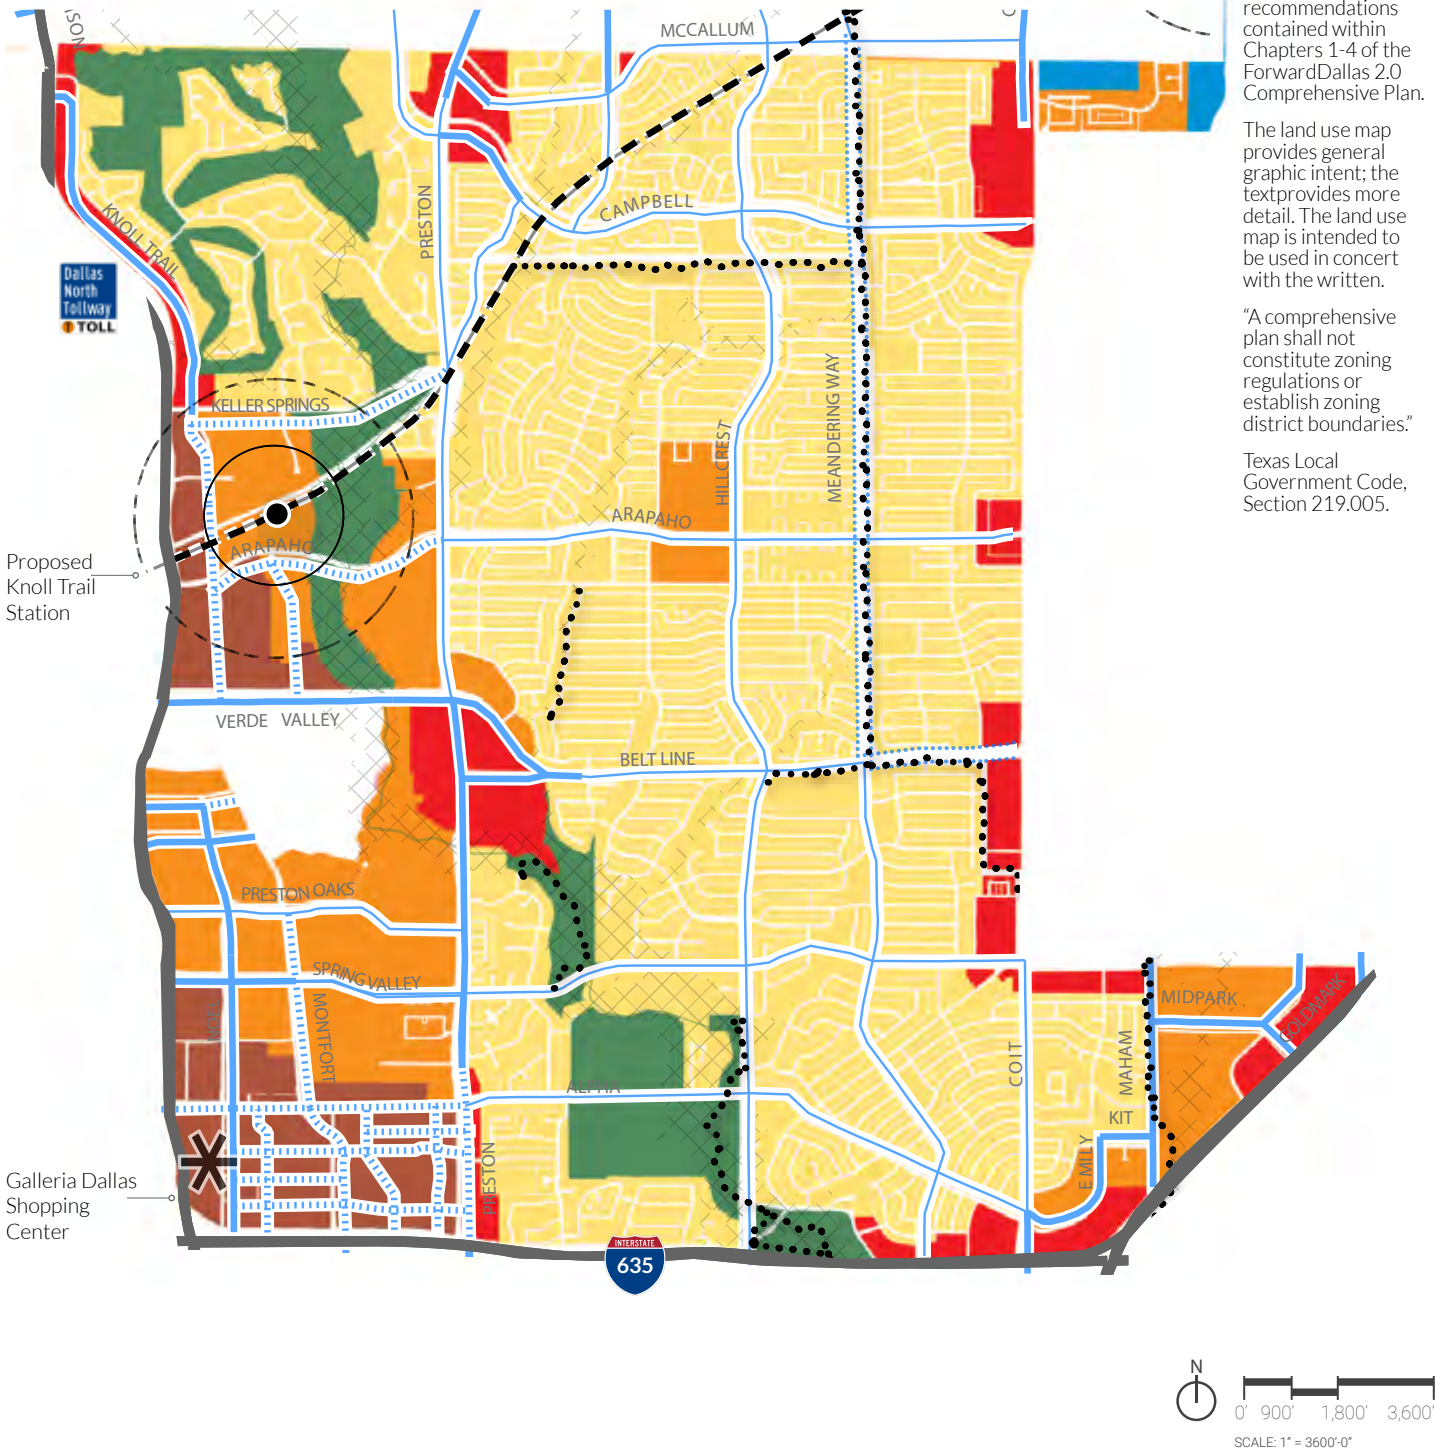 recommendations
contained within
Chapters 1-4 of the
ForwardDallas 2.0
Comprehensive Plan.
The land use map
provides general
graphic intent; the
textprovides more
detail. The land use
map is intended to
be used in concert
with the written.
“A comprehensive
plan shall not
constitute zoning
regulations or
establish zoning
district boundaries.”
Texas Local
Government Code,
Section 219.005.
MCCALLUM
KNOLL TRAIL
PRESTON
CAMPBELL
Dallas
North
Tollway
TOLL
KELLER SPRINGS
HILLCREST
MEANDERING WAY
ARAPAHO
ARAPAHO
Proposed
Knoll Trail
Station
VERDE VALLEY
BELT LINE
PRESTON OAKS
SPRING VALLEY
NOEL
MONTFORT
MIDPARK
GOLDMARK
COIT
MAHAM
ALPHA
KIT
EMILY
PRESTON
Galleria Dallas
Shopping
Center
INTERSTATE
635
N
0' 900' 1,800' 3,600'
SCALE: 1" = 3600'-0"